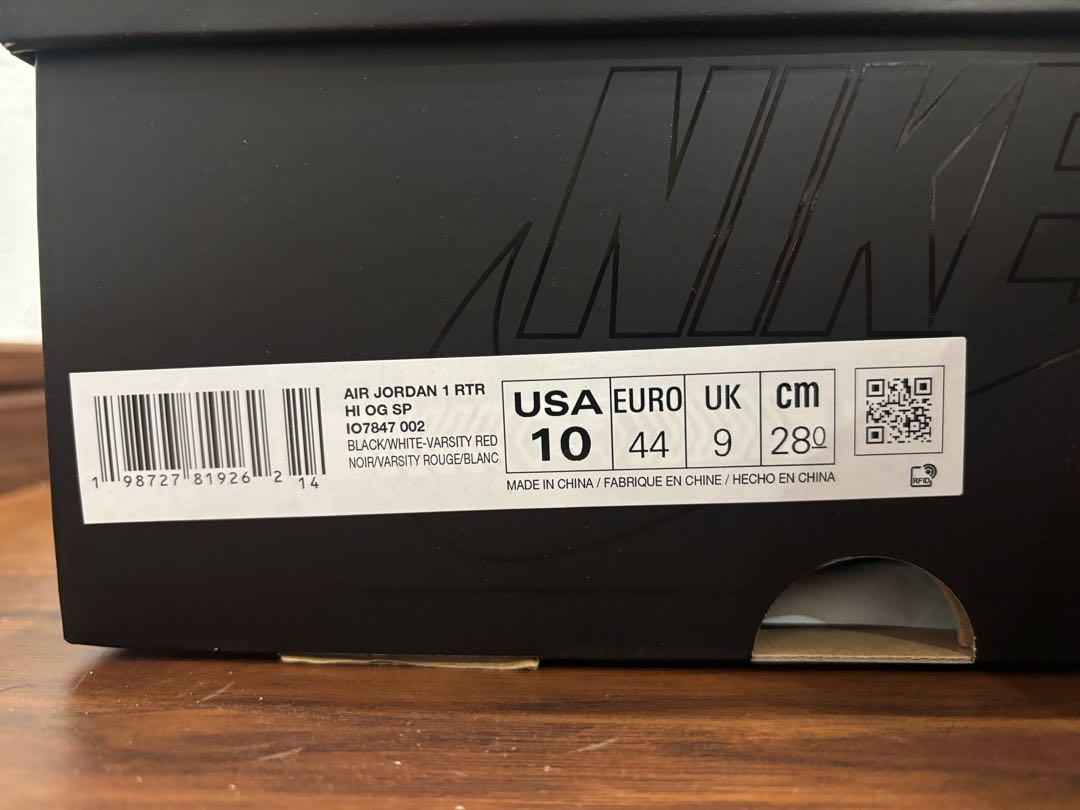 NIKE
AIR JORDAN 1 RTR
HI OG SP
IO7847 002
BLACK/WHITE-VARSITY RED
NOIR/VARSITY ROUGE/BLANC
1 98727 81926 2 14
USA EURO UK cm
10 44 9 280
MADE IN CHINA / FABRIQUE EN CHINE / HECHO EN CHINA
RFID